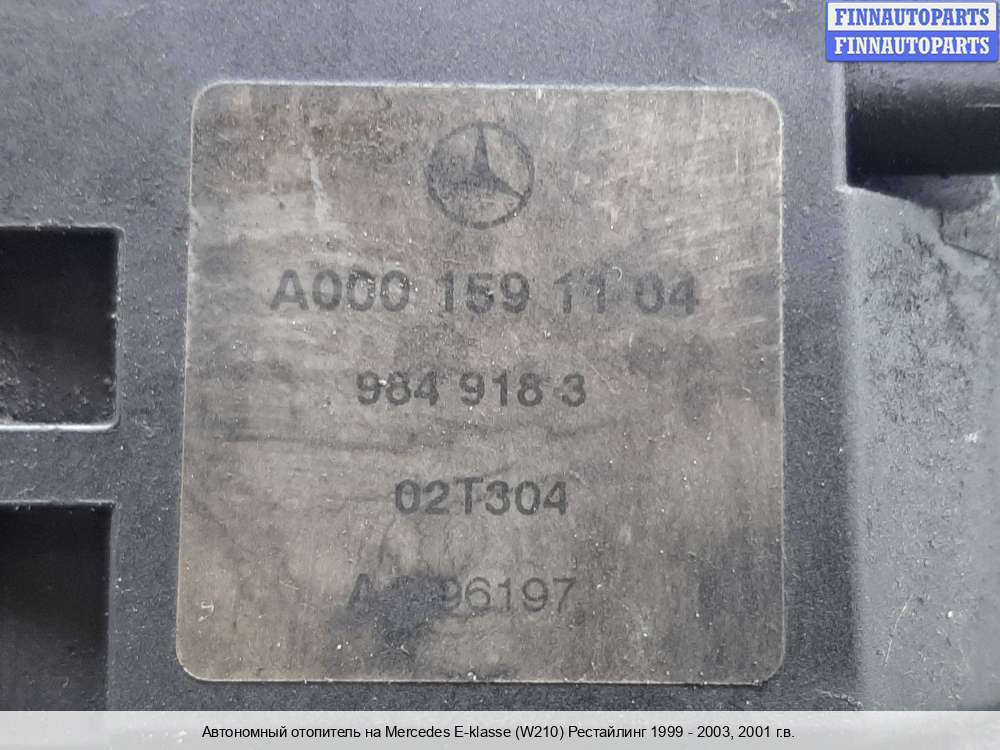 FINNAUTOPARTS
FINNAUTOPARTS
A000 159 11 04
984 918 3
02T304
Автономный отопитель на Mercedes E-klasse (W210) Рестайлинг 1999 - 2003, 2001 г.в.